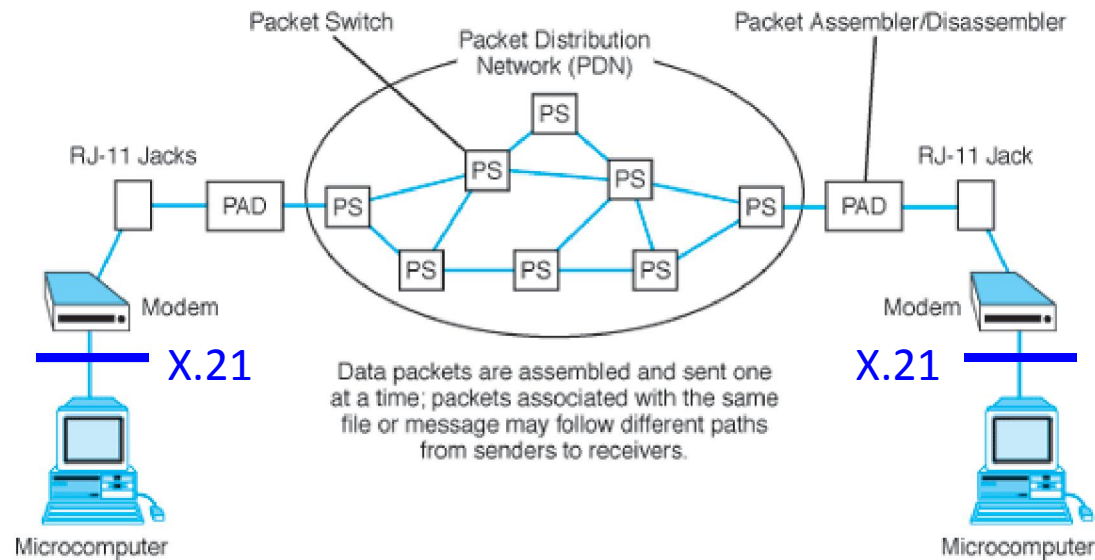 Packet Switch
Packet Assembler/Disassembler
Packet Distribution
Network (PDN)
PS
RJ-11 Jacks
RJ-11 Jack
PS
PS
PAD
PS
PS
PAD
PS
PS
PS
Modem
Modem
X.21
X.21
Data packets are assembled and sent one
at a time; packets associated with the same
file or message may follow different paths
from senders to receivers.
Microcomputer
Microcomputer